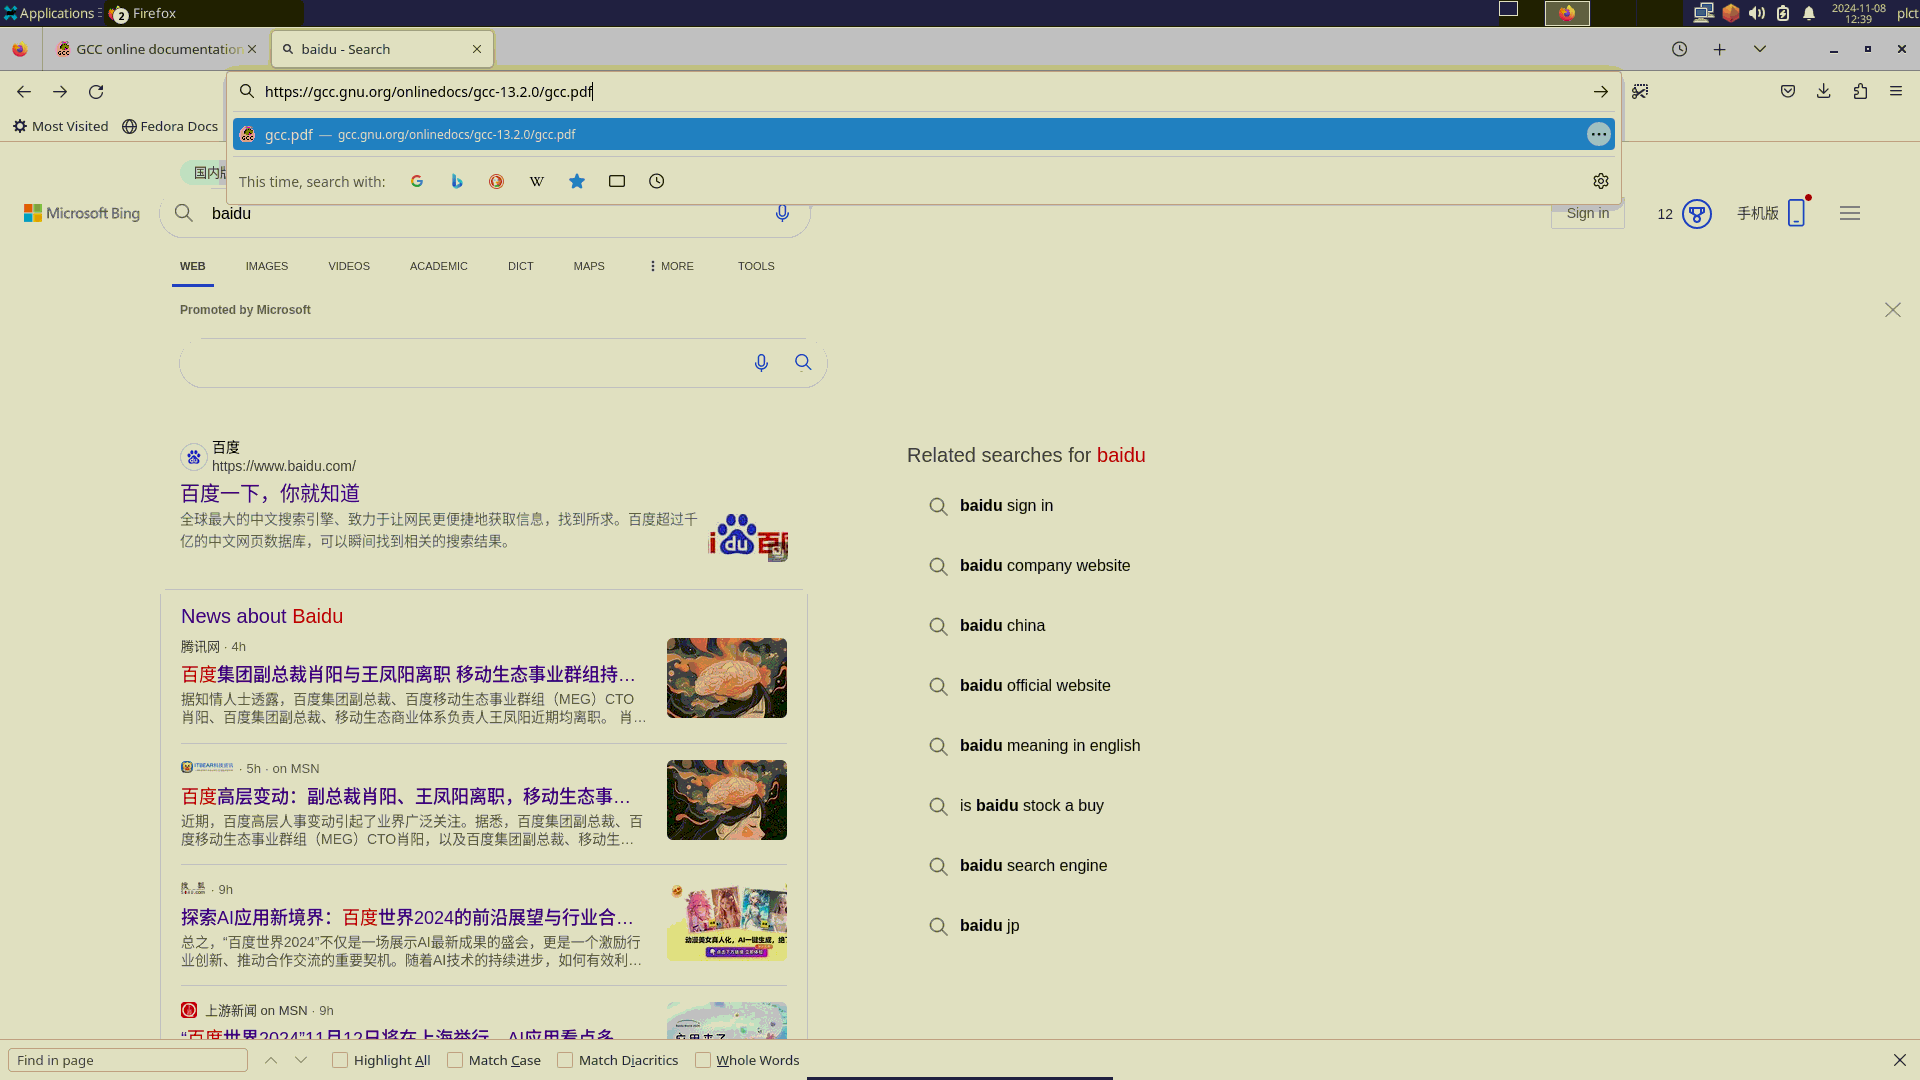 Applications
2 Firefox
2024-11-08
12:39
plct
GCC online documentation
baidu - Search
https://gcc.gnu.org/onlinedocs/gcc-13.2.0/gcc.pdf
Most Visited
Fedora Docs
gcc.pdf — gcc.gnu.org/onlinedocs/gcc-13.2.0/gcc.pdf
国内版
This time, search with:
Microsoft Bing
baidu
Sign in
12
手机版
WEB
IMAGES
VIDEOS
ACADEMIC
DICT
MAPS
MORE
TOOLS
Promoted by Microsoft
百度
https://www.baidu.com/
百度一下，你就知道
全球最大的中文搜索引擎、致力于让网民更便捷地获取信息，找到所求。百度超过千
亿的中文网页数据库，可以瞬间找到相关的搜索结果。
Related searches for baidu
baidu sign in
baidu company website
baidu china
baidu official website
baidu meaning in english
is baidu stock a buy
baidu search engine
baidu jp
News about Baidu
腾讯网 · 4h
百度集团副总裁肖阳与王凤阳离职 移动生态事业群组持…
据知情人士透露，百度集团副总裁、百度移动生态事业群组（MEG）CTO
肖阳、百度集团副总裁、移动生态商业体系负责人王凤阳近期均离职。 肖…
· 5h · on MSN
百度高层变动：副总裁肖阳、王凤阳离职，移动生态事…
近期，百度高层人事变动引起了业界广泛关注。据悉，百度集团副总裁、百
度移动生态事业群组（MEG）CTO肖阳，以及百度集团副总裁、移动生…
· 9h
探索AI应用新境界：百度世界2024的前沿展望与行业合…
总之，“百度世界2024”不仅是一场展示AI最新成果的盛会，更是一个激励行
业创新、推动合作交流的重要契机。随着AI技术的持续进步，如何有效利…
上游新闻 on MSN · 9h
“百度世界2024”11月12日将在上海举行，AI应用看点多
Find in page
Highlight All
Match Case
Match Diacritics
Whole Words